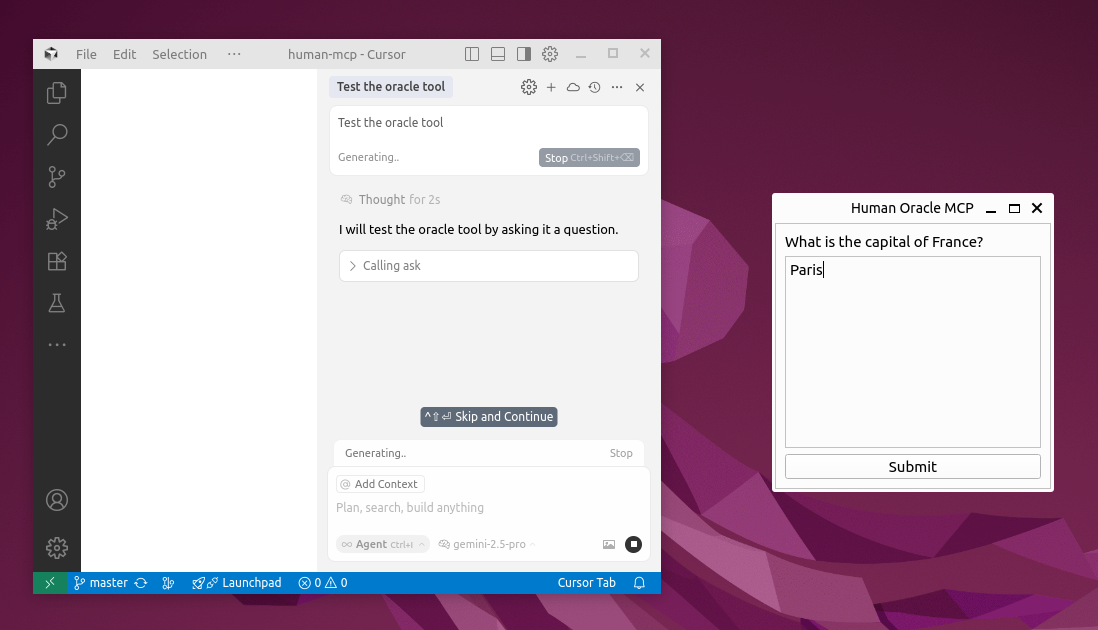 File Edit Selection ··· human-mcp - Cursor
Test the oracle tool
Test the oracle tool
Generating.. Stop Ctrl+Shift+⌫
Thought for 2s
I will test the oracle tool by asking it a question.
Calling ask
^⇧⏎ Skip and Continue
Generating.. Stop
@ Add Context
Plan, search, build anything
∞ Agent Ctrl+I gemini-2.5-pro
master Launchpad 0 0 Cursor Tab
Human Oracle MCP
What is the capital of France?
Paris
Submit